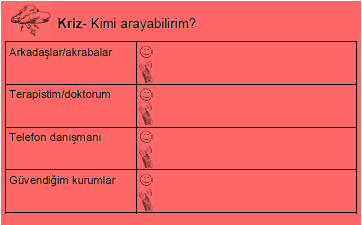 Kriz- Kimi arayabilirim?
Arkadaşlar/akrabalar
Terapistim/doktorum
Telefon danışmanı
Güvendiğim kurumlar